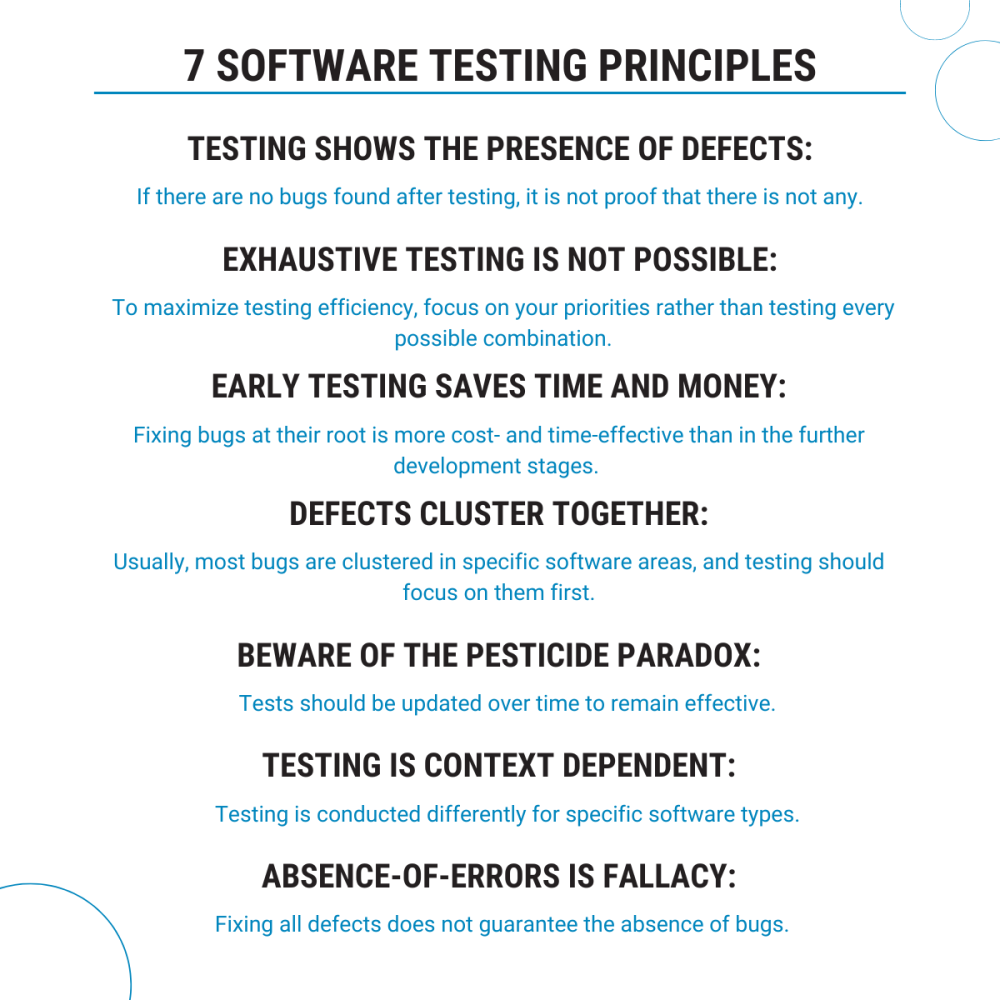 7 SOFTWARE TESTING PRINCIPLES
TESTING SHOWS THE PRESENCE OF DEFECTS:
If there are no bugs found after testing, it is not proof that there is not any.
EXHAUSTIVE TESTING IS NOT POSSIBLE:
To maximize testing efficiency, focus on your priorities rather than testing every
possible combination.
EARLY TESTING SAVES TIME AND MONEY:
Fixing bugs at their root is more cost- and time-effective than in the further
development stages.
DEFECTS CLUSTER TOGETHER:
Usually, most bugs are clustered in specific software areas, and testing should
focus on them first.
BEWARE OF THE PESTICIDE PARADOX:
Tests should be updated over time to remain effective.
TESTING IS CONTEXT DEPENDENT:
Testing is conducted differently for specific software types.
ABSENCE-OF-ERRORS IS FALLACY:
Fixing all defects does not guarantee the absence of bugs.